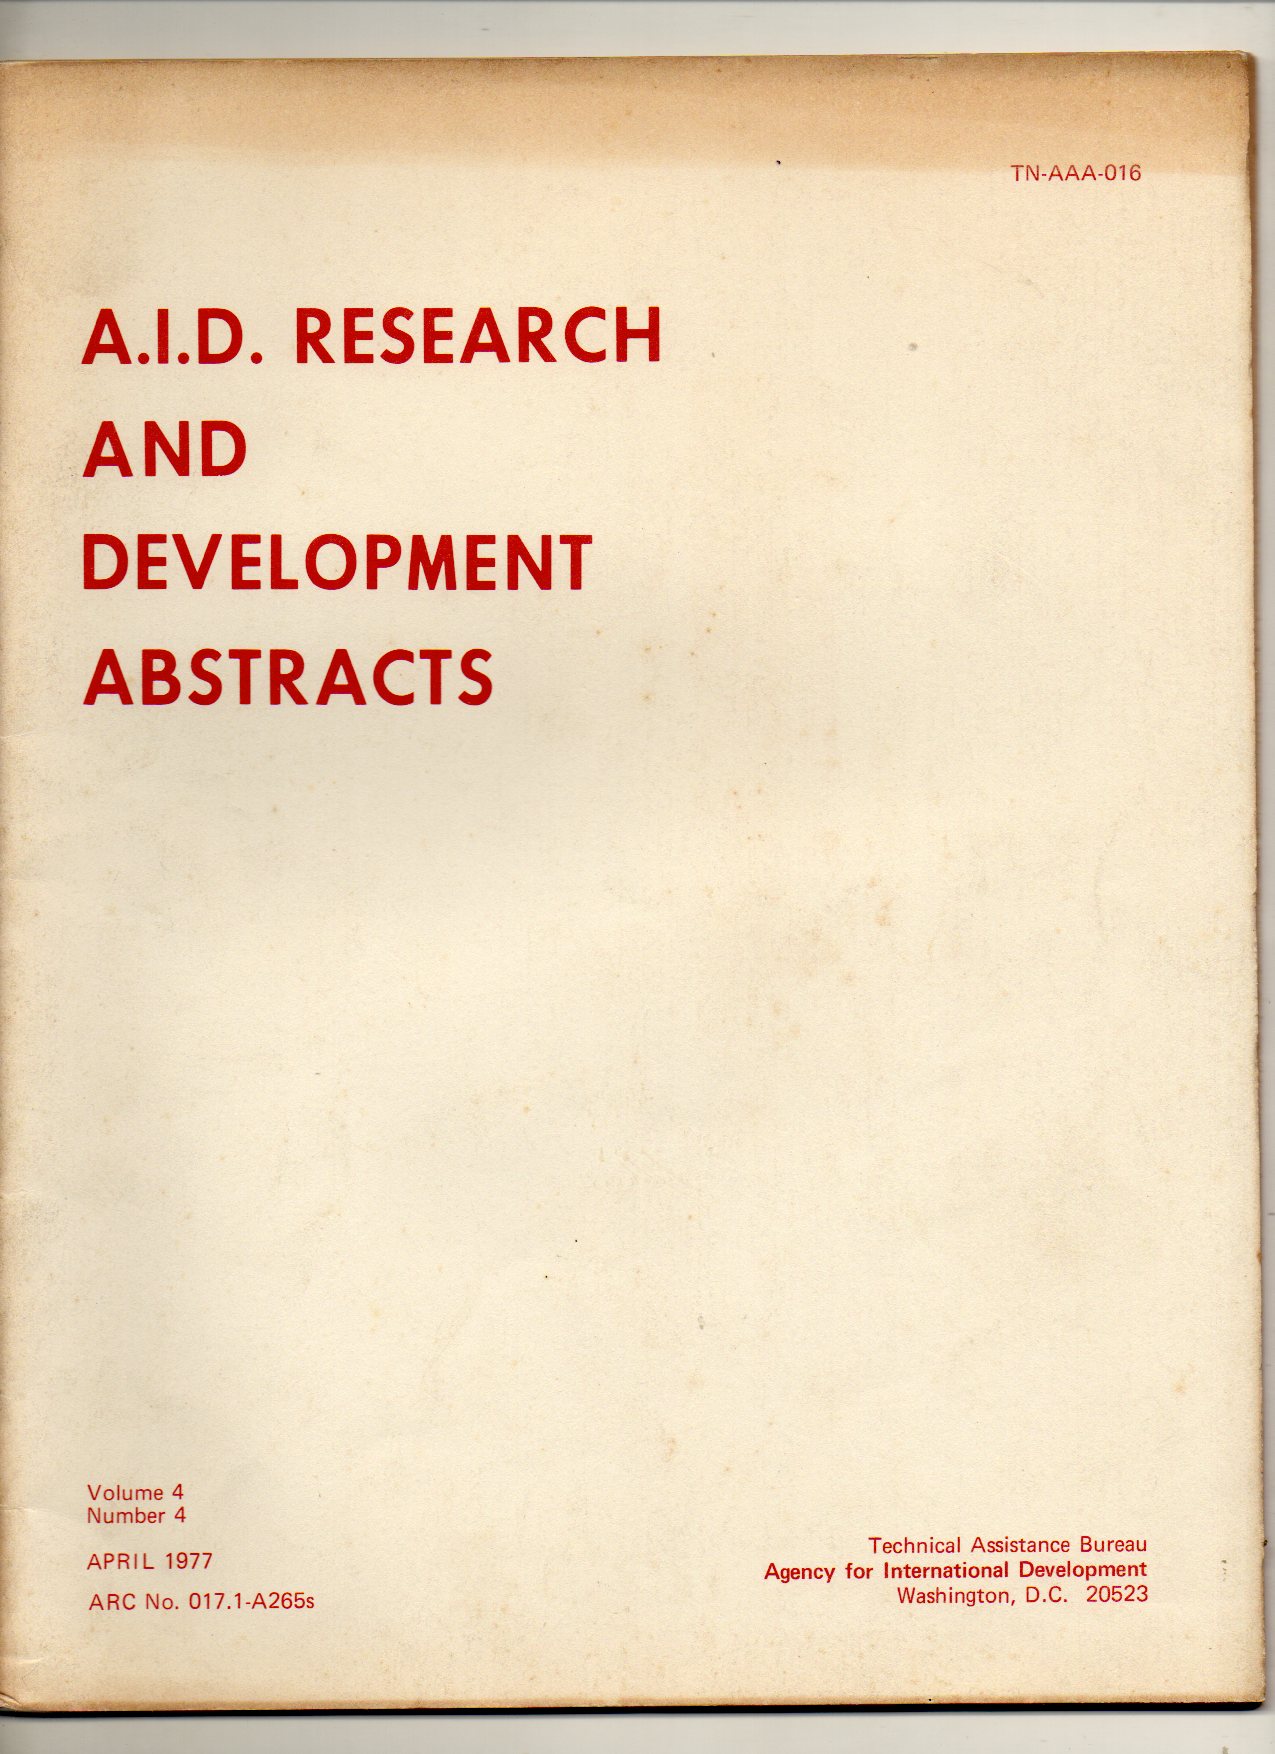 TN-AAA-016
A.I.D. RESEARCH
AND
DEVELOPMENT
ABSTRACTS
Volume 4
Number 4
APRIL 1977
ARC No. 017.1-A265s
Technical Assistance Bureau
Agency for International Development
Washington, D.C. 20523